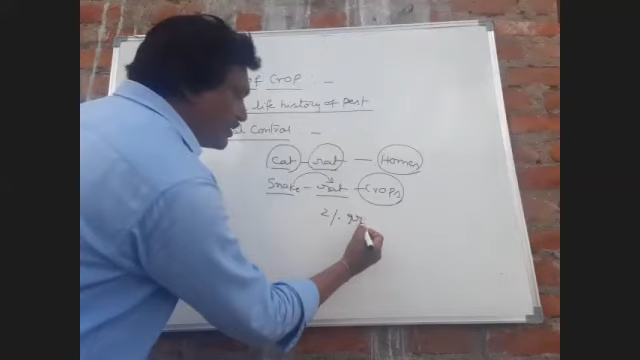 of Crop : -
life history of pest
Control -
Cat - rat - Homes
Snake - rat - Crops
2 %